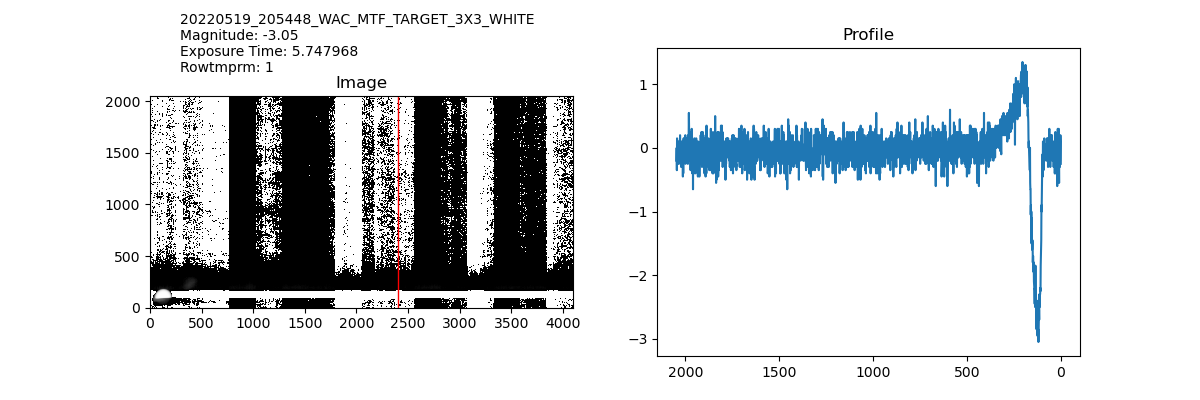 20220519_205448_WAC_MTF_TARGET_3X3_WHITE
Magnitude: -3.05
Exposure Time: 5.747968
Rowtmprm: 1
Image
2000
1500
1000
500
0
0 500 1000 1500 2000 2500 3000 3500 4000
Profile
1
0
−1
−2
−3
2000 1500 1000 500 0